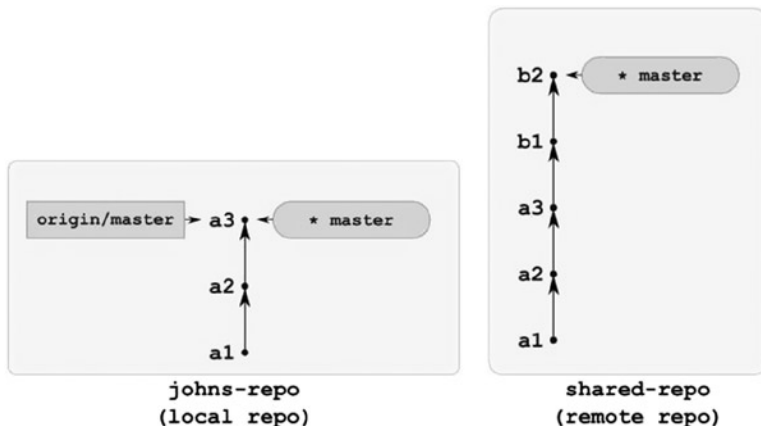 origin/master
a3
* master
a2
a1
johns-repo
(local repo)
b2
* master
b1
a3
a2
a1
shared-repo
(remote repo)